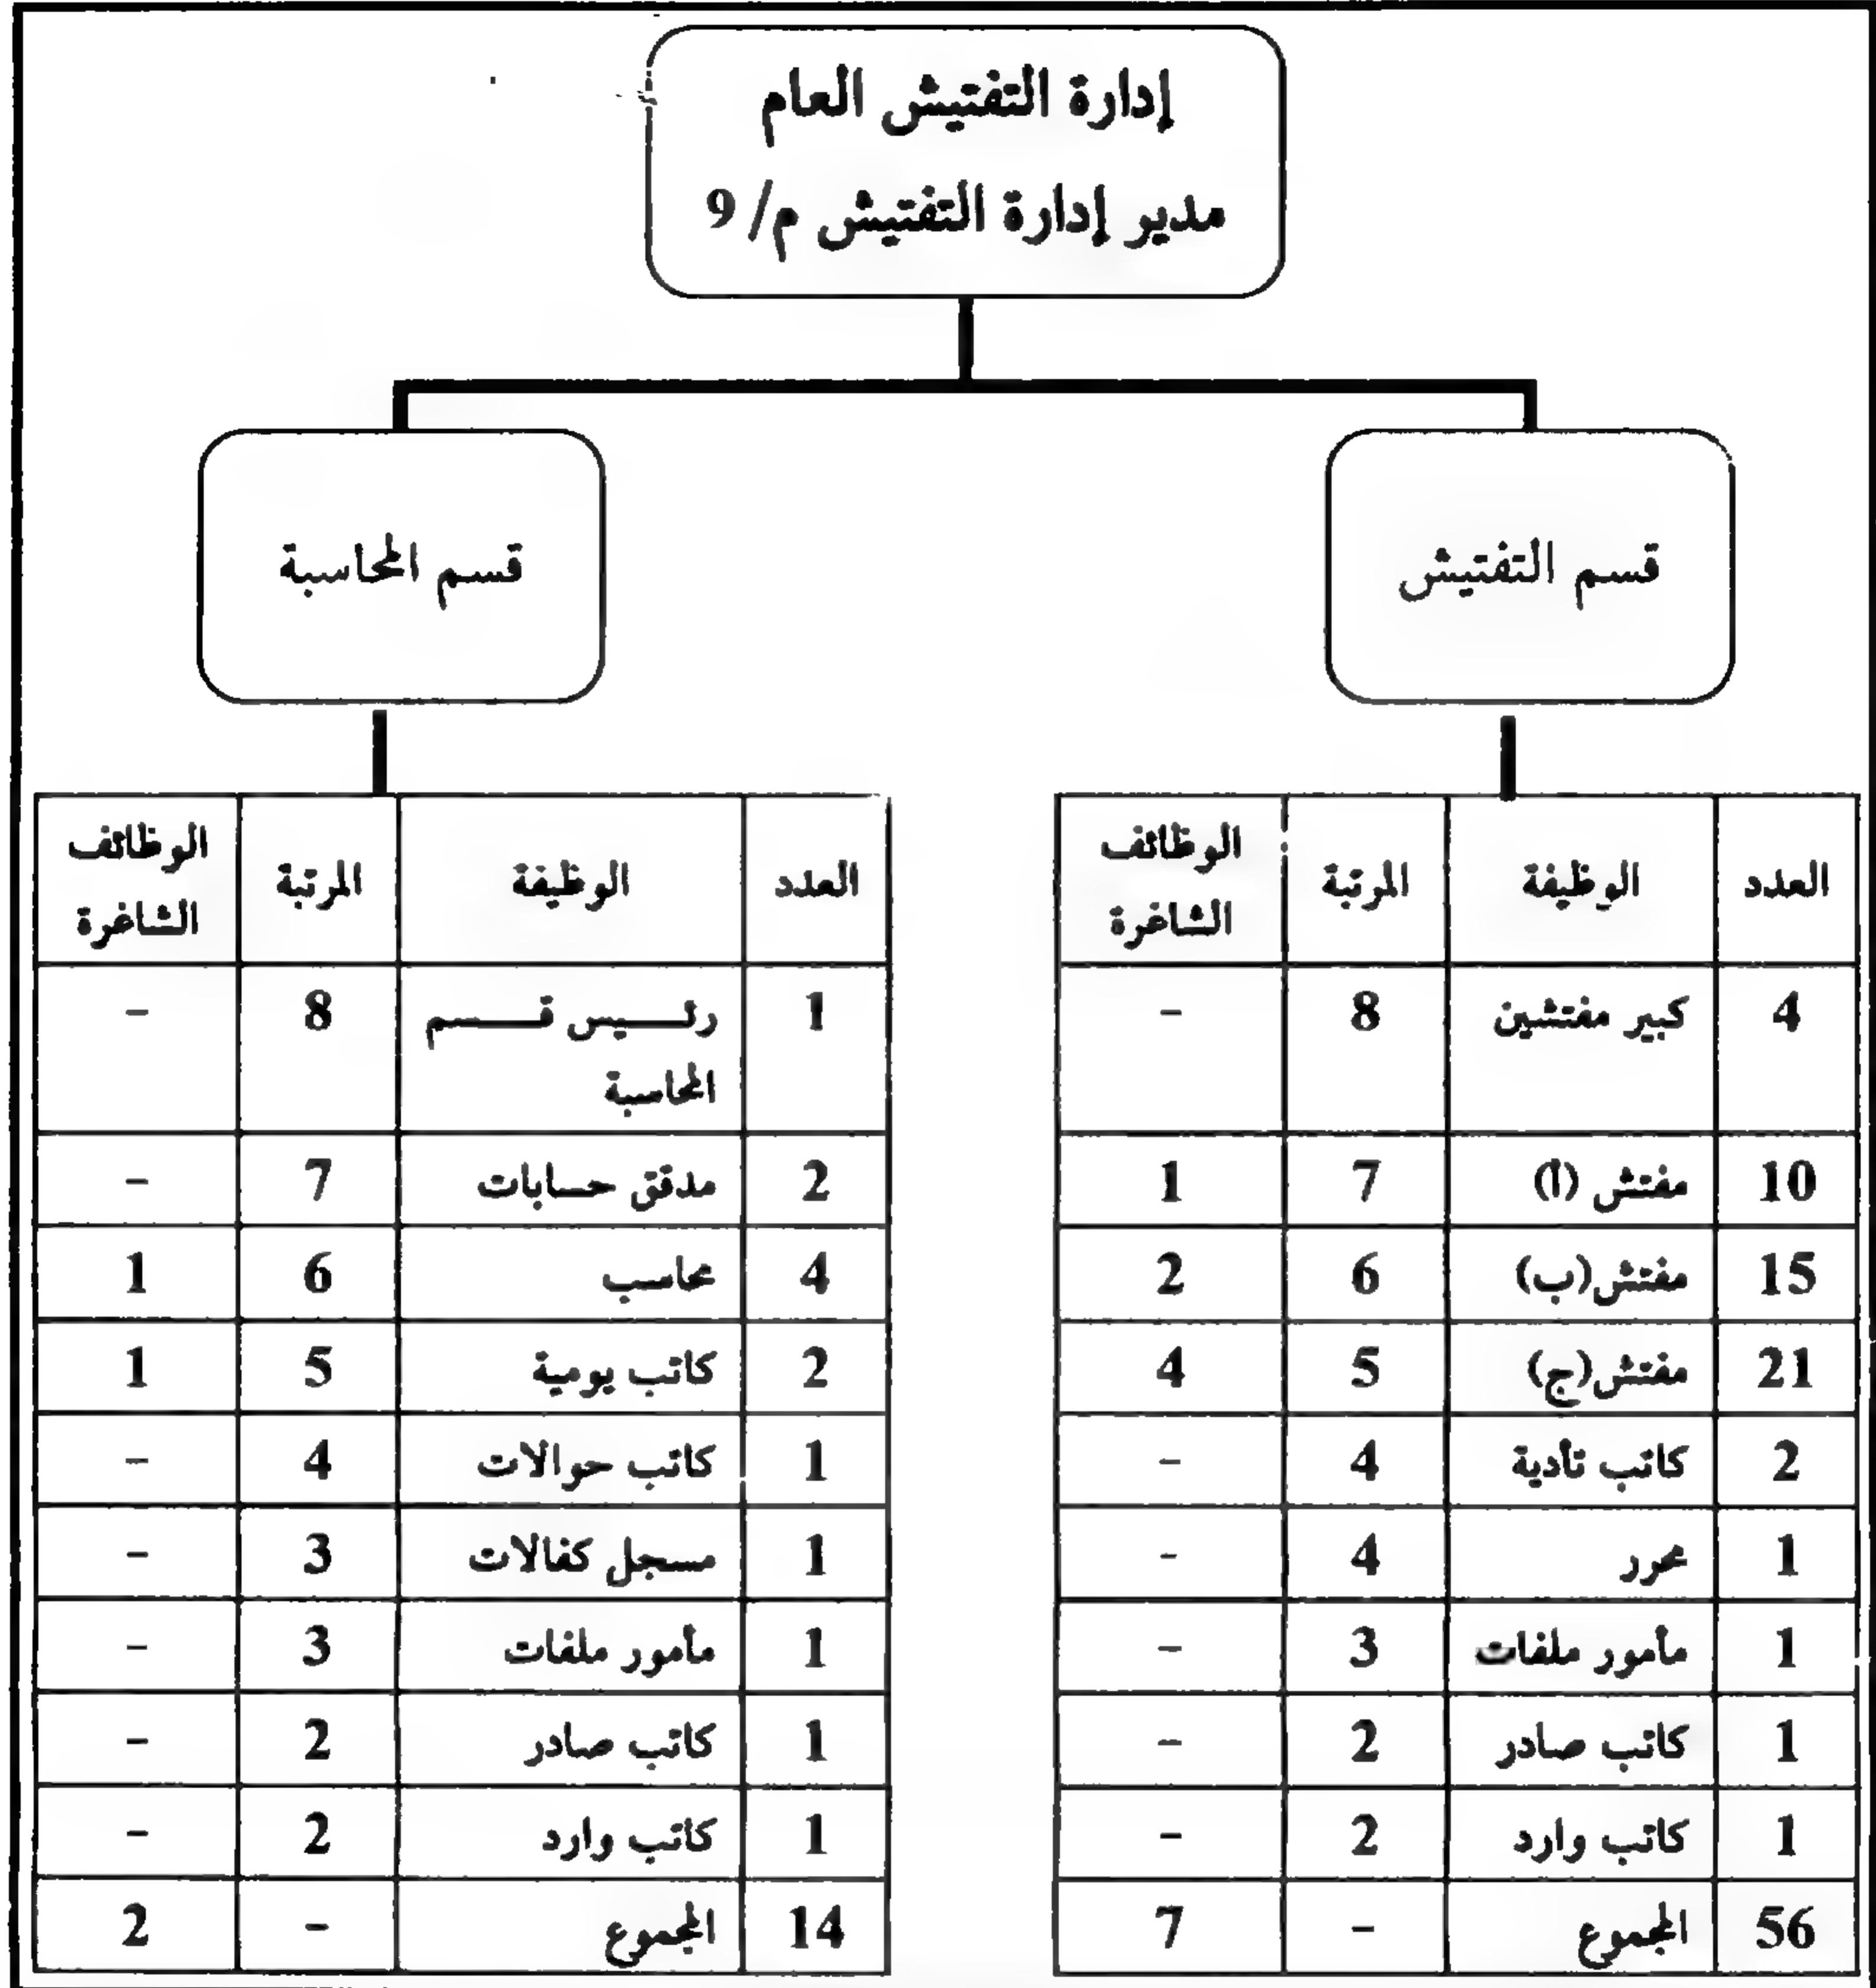 إدارة التفتيش العام
مدير إدارة التفتيش م/ 9
قسم التفتيش
قسم المحاسبة
العدد الوظيفة المرتبة الوظائف الشاغرة
4 كبير مفتشين 8 -
10 مفتش (أ) 7 1
15 مفتش(ب) 6 2
21 مفتش(ج) 5 4
2 كاتب تأدية 4 -
1 محرر 4 -
1 مأمور ملفات 3 -
1 كاتب صادر 2 -
1 كاتب وارد 2 -
56 المجموع - 7
العدد الوظيفة المرتبة الوظائف الشاغرة
1 رئـــيس قـــسم المحاسبة 8 -
2 مدقق حسابات 7 -
4 محاسب 6 1
2 كاتب يومية 5 1
1 كاتب حوالات 4 -
1 مسجل كفالات 3 -
1 مأمور ملفات 3 -
1 كاتب صادر 2 -
1 كاتب وارد 2 -
14 المجموع - 2